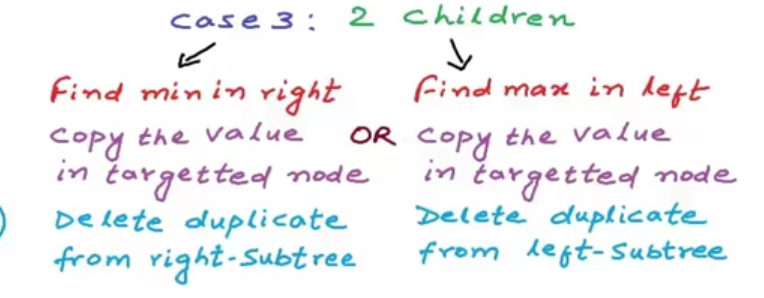 case 3: 2 children
Find min in right
copy the value
in targetted node
Delete duplicate
from right-Subtree
OR
find max in left
copy the value
in targetted node
Delete duplicate
from left-Subtree